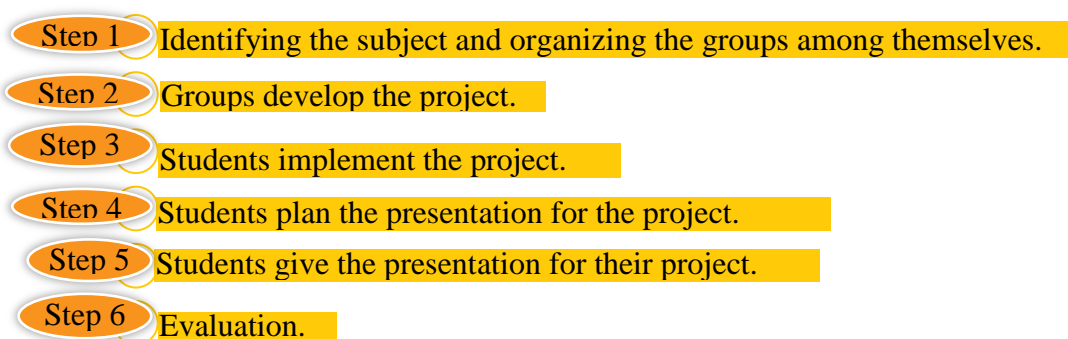 Step 1 Identifying the subject and organizing the groups among themselves.
Step 2 Groups develop the project.
Step 3 Students implement the project.
Step 4 Students plan the presentation for the project.
Step 5 Students give the presentation for their project.
Step 6 Evaluation.